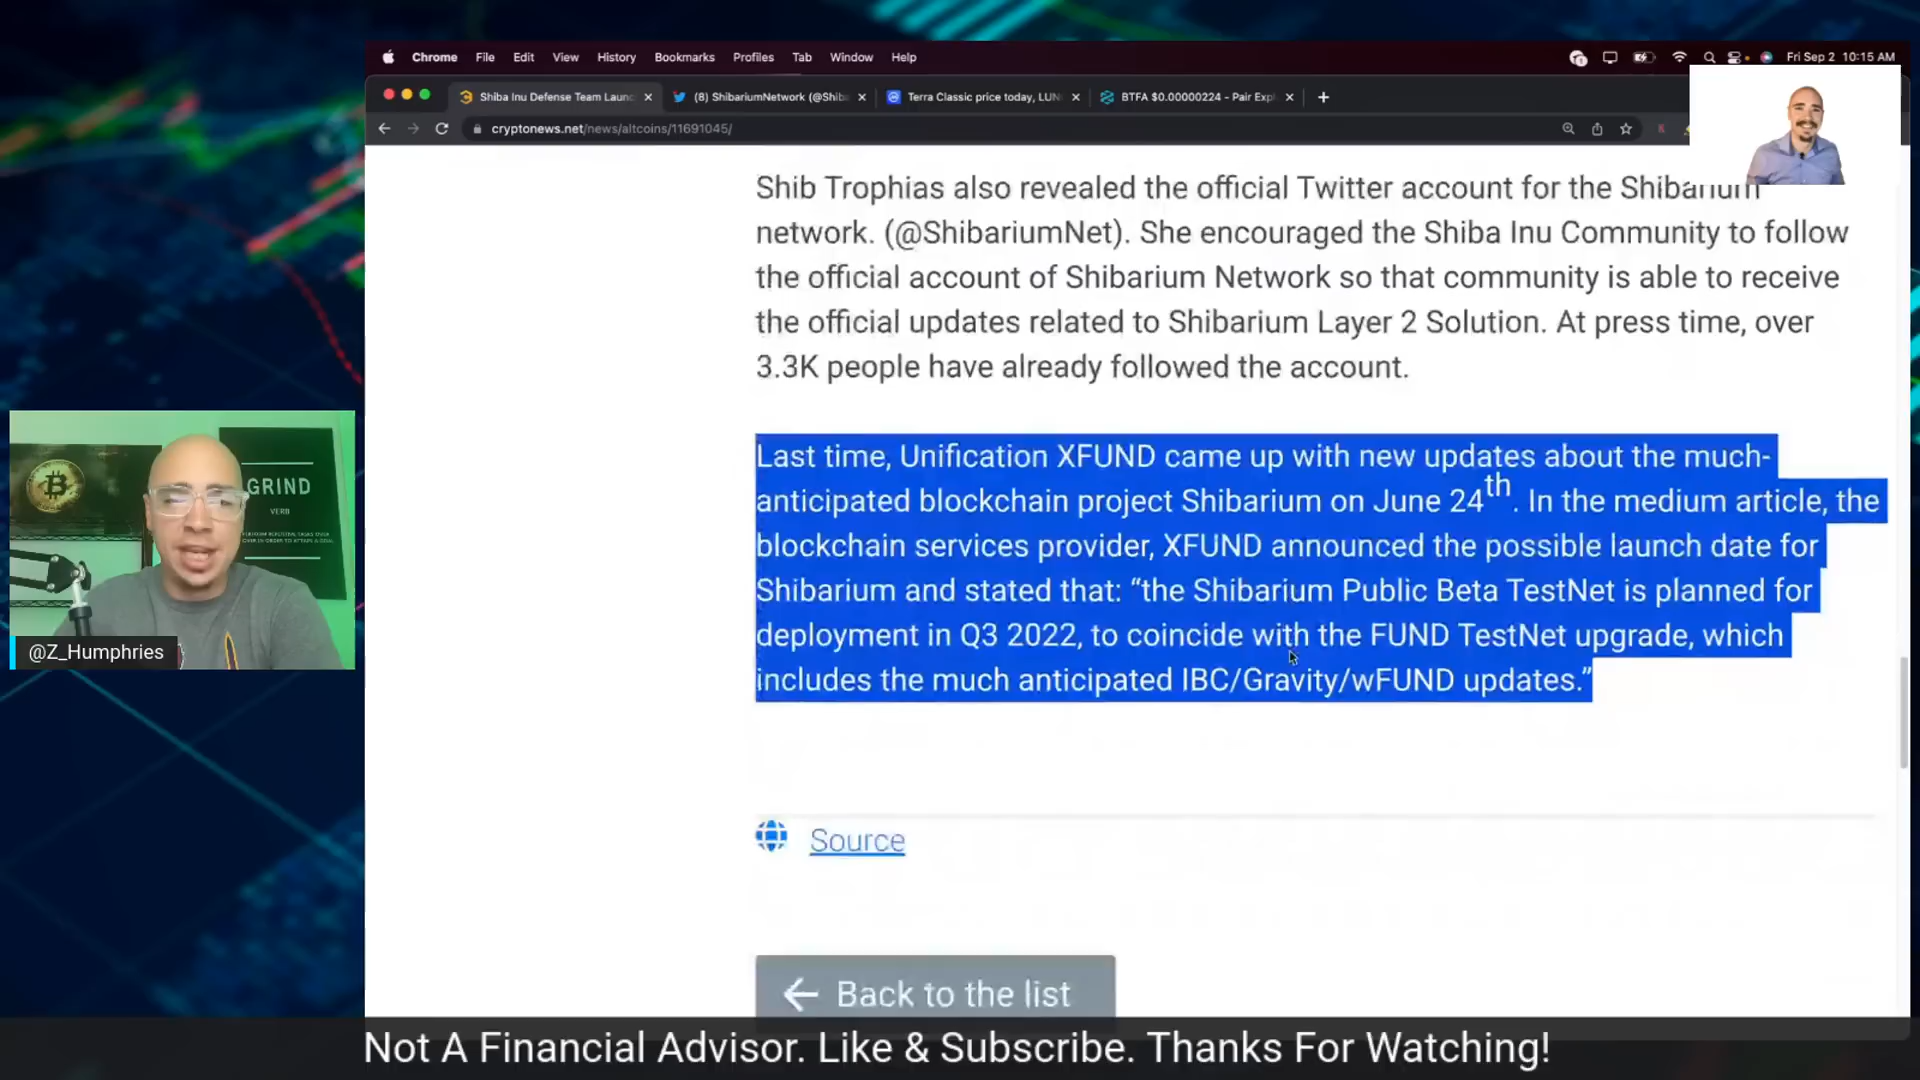 Chrome File Edit View History Bookmarks Profiles Tab Window Help Fri Sep 2 10:15 AM
Shiba Inu Defense Team Launc (8) ShibariumNetwork (@Shiba Terra Classic price today, LUN BTFA $0.00000224 - Pair Expl
cryptonews.net/news/altcoins/11691045/
Shib Trophias also revealed the official Twitter account for the Shibarium
network. (@ShibariumNet). She encouraged the Shiba Inu Community to follow
the official account of Shibarium Network so that community is able to receive
the official updates related to Shibarium Layer 2 Solution. At press time, over
3.3K people have already followed the account.
Last time, Unification XFUND came up with new updates about the much-
anticipated blockchain project Shibarium on June 24th. In the medium article, the
blockchain services provider, XFUND announced the possible launch date for
Shibarium and stated that: “the Shibarium Public Beta TestNet is planned for
deployment in Q3 2022, to coincide with the FUND TestNet upgrade, which
includes the much anticipated IBC/Gravity/wFUND updates.”
Source
Back to the list
GRIND
VERB
@Z_Humphries
Not A Financial Advisor. Like & Subscribe. Thanks For Watching!